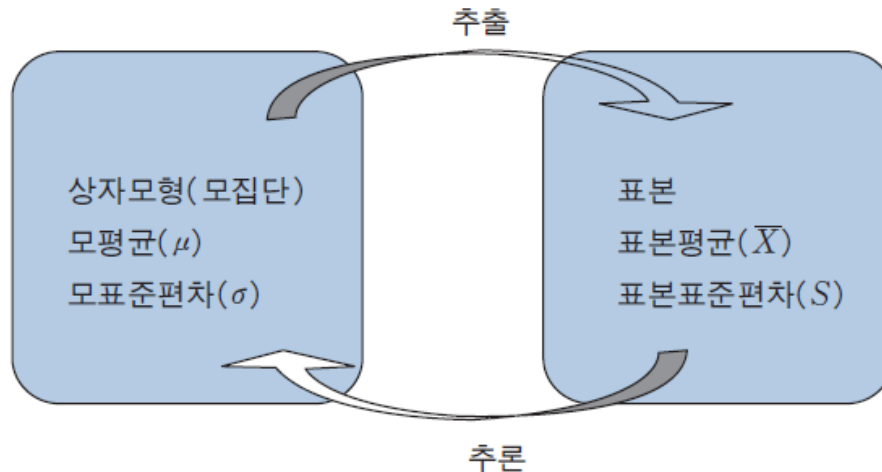 추출
상자모형(모집단)
모평균(μ)
모표준편차(σ)
표본
표본평균(X̅)
표본표준편차(S)
추론